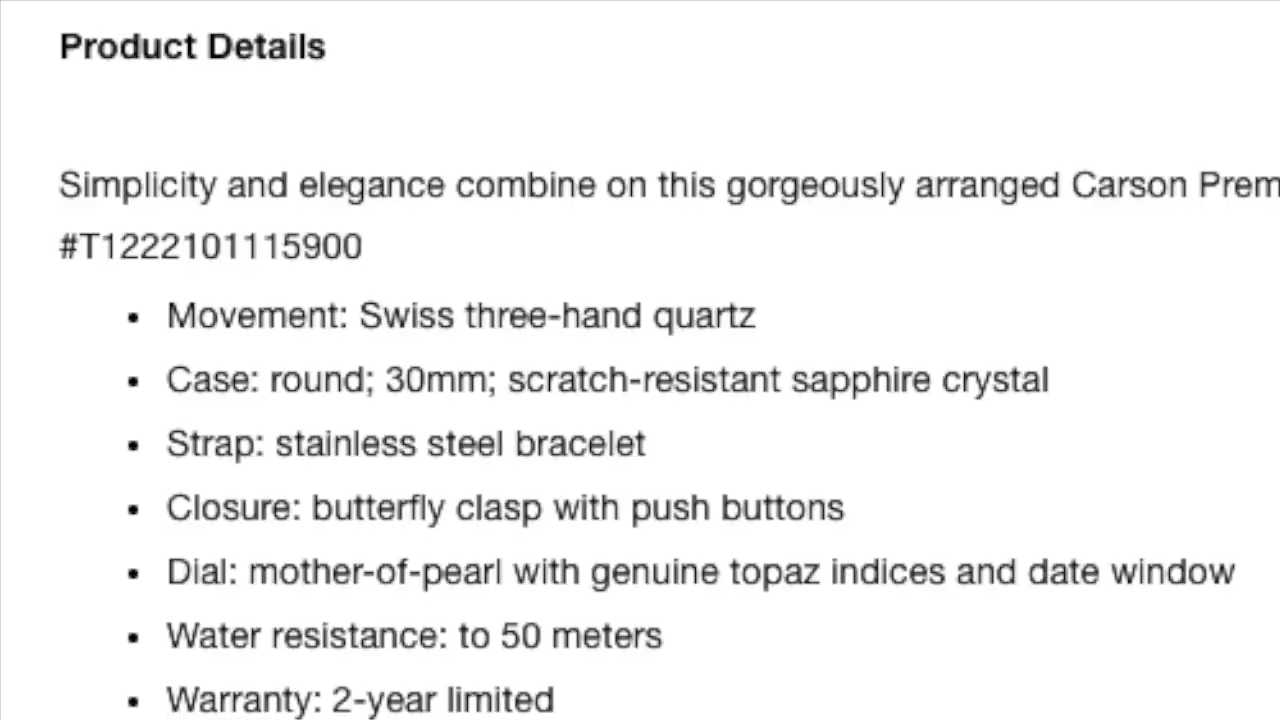 Product Details
Simplicity and elegance combine on this gorgeously arranged Carson Prem
#T1222101115900
▪ Movement: Swiss three-hand quartz
▪ Case: round; 30mm; scratch-resistant sapphire crystal
▪ Strap: stainless steel bracelet
▪ Closure: butterfly clasp with push buttons
▪ Dial: mother-of-pearl with genuine topaz indices and date window
▪ Water resistance: to 50 meters
▪ Warranty: 2-year limited